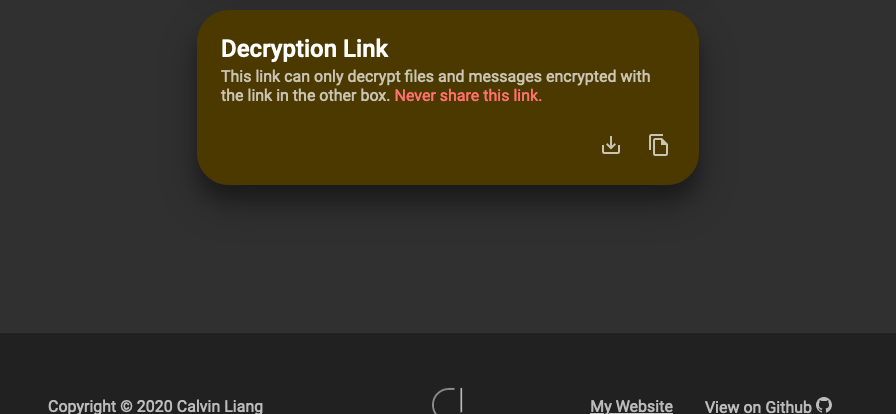 Decryption Link
This link can only decrypt files and messages encrypted with
the link in the other box. Never share this link.
Copyright © 2020 Calvin Liang
My Website
View on Github